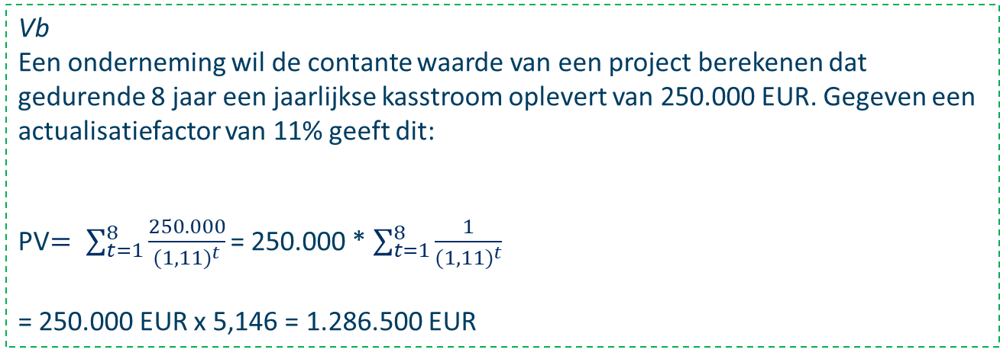 Vb
Een onderneming wil de contante waarde van een project berekenen dat
gedurende 8 jaar een jaarlijkse kasstroom oplevert van 250.000 EUR. Gegeven een
actualisatiefactor van 11% geeft dit:
PV= ∑_{t=1}^{8} \frac{250.000}{(1,11)^t} = 250.000 * ∑_{t=1}^{8} \frac{1}{(1,11)^t}
= 250.000 EUR x 5,146 = 1.286.500 EUR